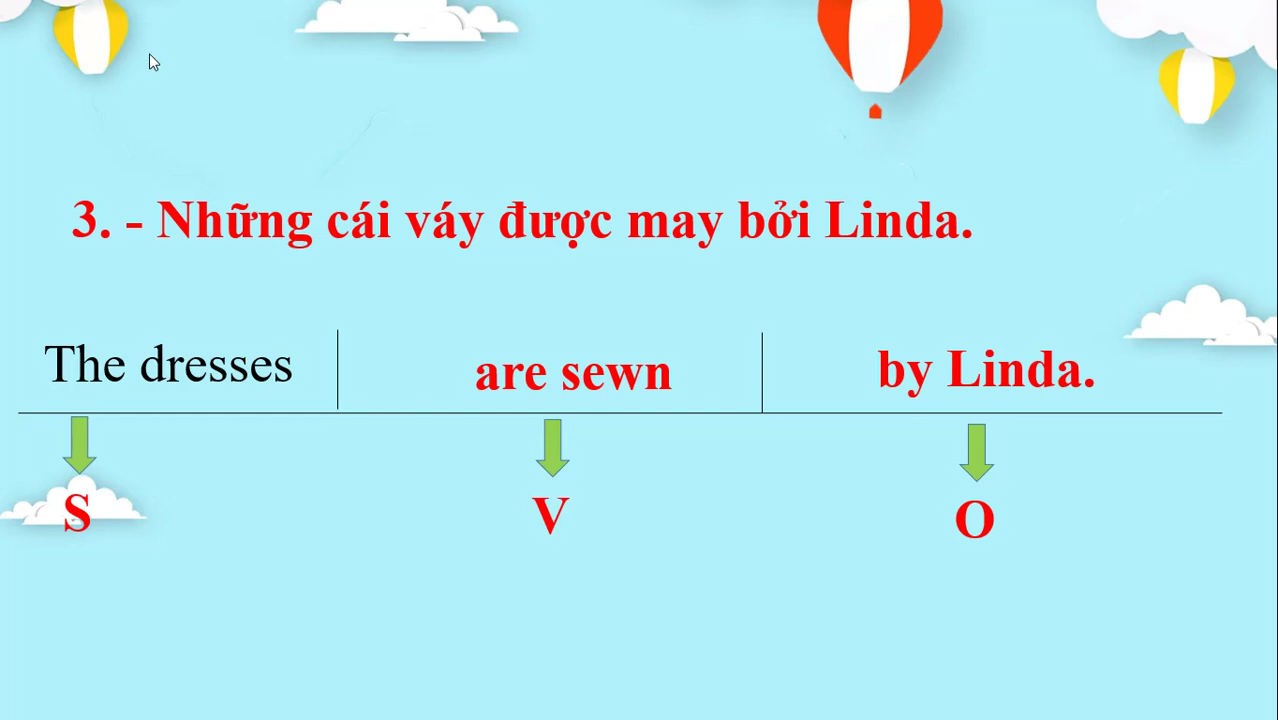 3. - Những cái váy được may bởi Linda.
The dresses are sewn by Linda.
S V O